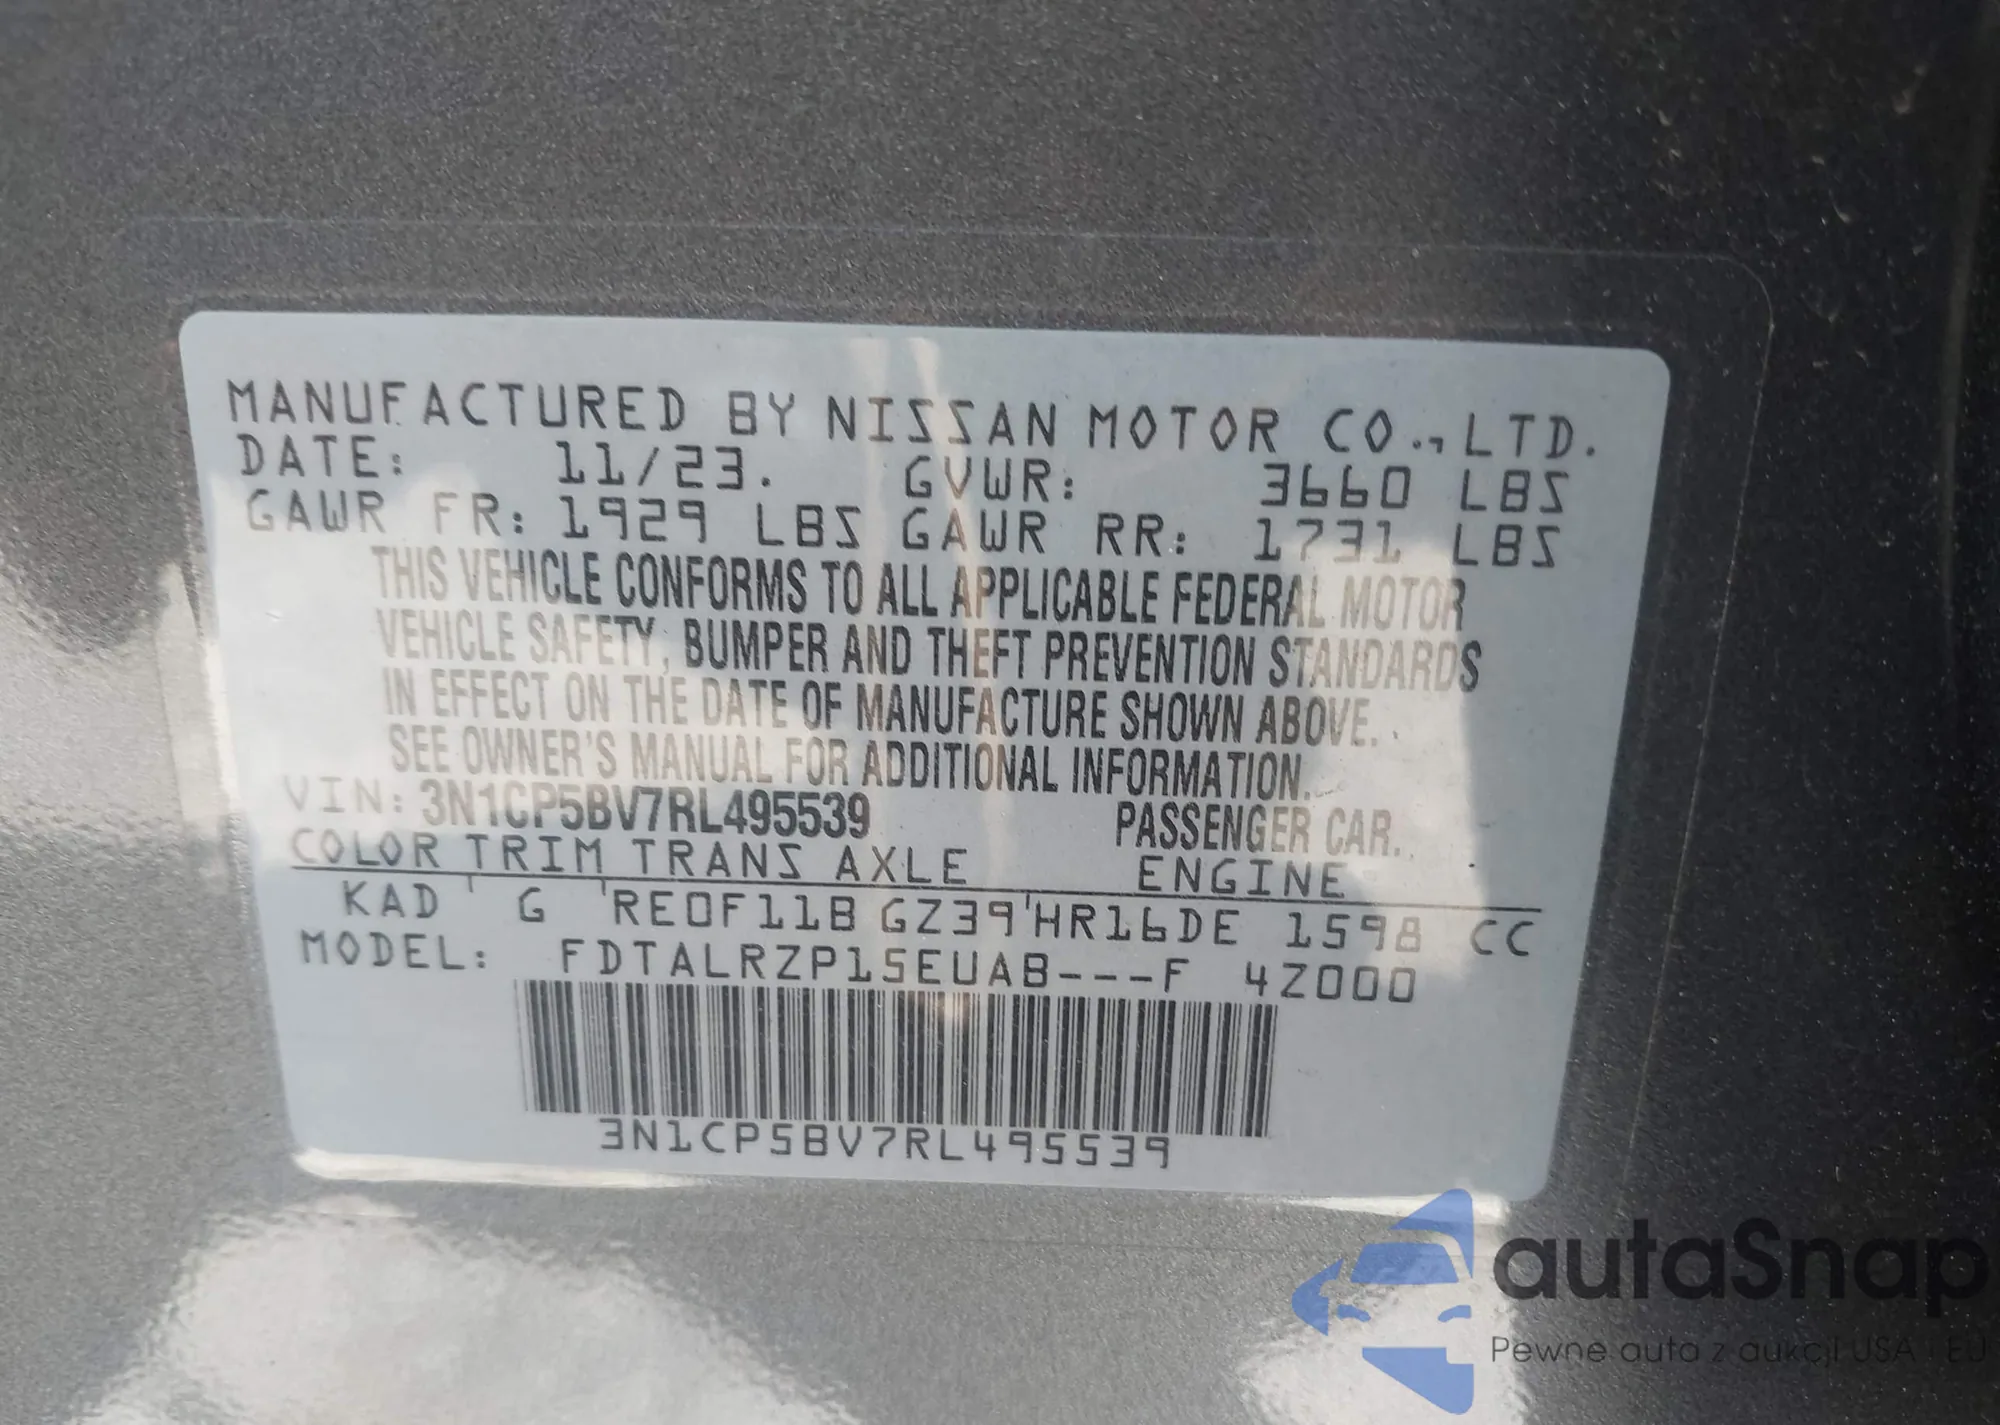 MANUFACTURED BY NISSAN MOTOR CO., LTD.
DATE: 11/23. GVWR: 3660 LBS
GAWR FR: 1929 LBS GAWR RR: 1731 LBS
THIS VEHICLE CONFORMS TO ALL APPLICABLE FEDERAL MOTOR
VEHICLE SAFETY, BUMPER AND THEFT PREVENTION STANDARDS
IN EFFECT ON THE DATE OF MANUFACTURE SHOWN ABOVE.
SEE OWNER'S MANUAL FOR ADDITIONAL INFORMATION.
VIN: 3N1CP5BV7RL495539 PASSENGER CAR.
COLOR TRIM TRANS AXLE ENGINE
KAD G RE0F11B GZ39 HR16DE 1598 CC
MODEL: FDTALRZP15EUAB---F 4Z000
3N1CP5BV7RL495539
autaSnap
Pewne auta z aukcji USA i EU